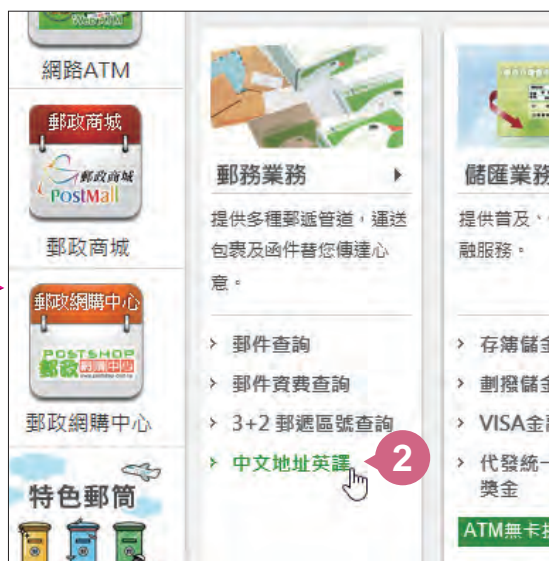 網路ATM
郵政商城
郵政商城
PostMall
郵政商城
郵政網購中心
POSTSHOP
郵政網購中心
郵政網購中心
特色郵筒
郵務業務
提供多種郵遞管道，運送
包裹及函件替您傳達心
意。
郵件查詢
郵件資費查詢
3+2 郵遞區號查詢
中文地址英譯
2
儲匯業務
提供普及、
融服務。
存簿儲金
劃撥儲金
VISA金融
代發統一
獎金
ATM無卡提